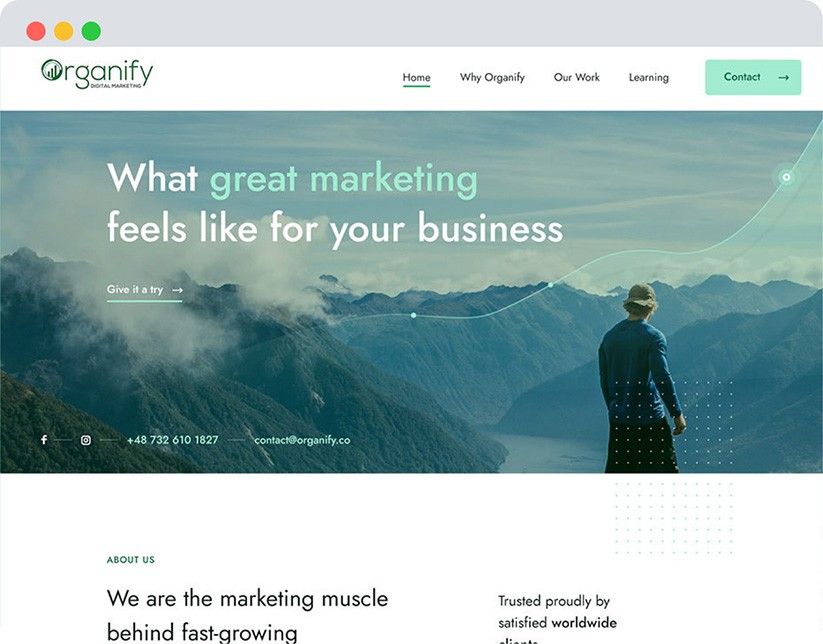 Organify
DIGITAL MARKETING
Home
Why Organify
Our Work
Learning
Contact →
What great marketing
feels like for your business
Give it a try →
+48 732 610 1827
contact@organify.co
ABOUT US
We are the marketing muscle
behind fast-growing
Trusted proudly by
satisfied worldwide
clients